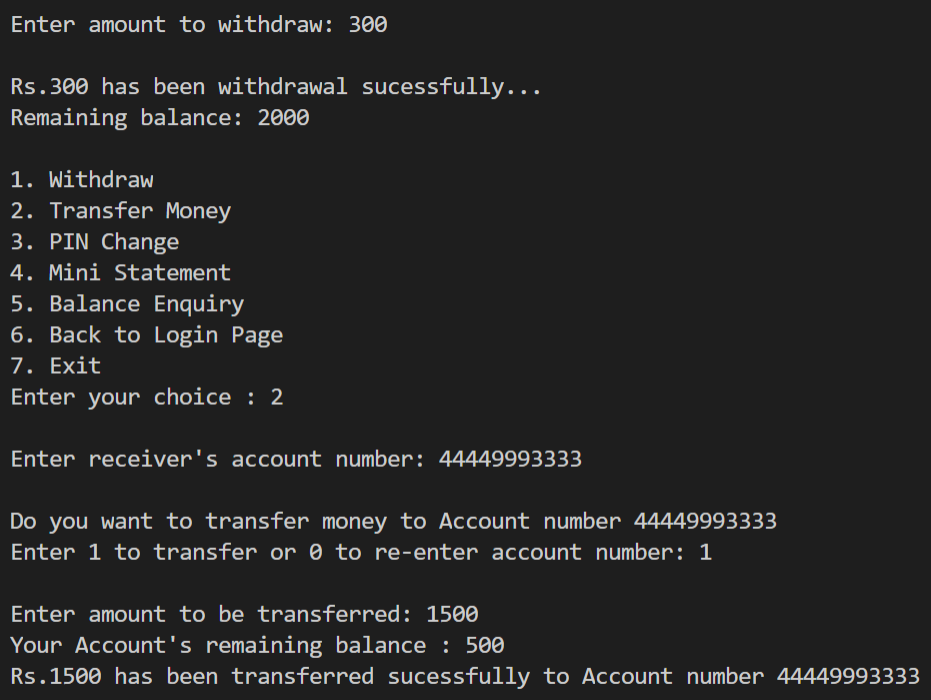 Enter amount to withdraw: 300
Rs.300 has been withdrawal sucessfully...
Remaining balance: 2000
1. Withdraw
2. Transfer Money
3. PIN Change
4. Mini Statement
5. Balance Enquiry
6. Back to Login Page
7. Exit
Enter your choice : 2
Enter receiver's account number: 44449993333
Do you want to transfer money to Account number 44449993333
Enter 1 to transfer or 0 to re-enter account number: 1
Enter amount to be transferred: 1500
Your Account's remaining balance : 500
Rs.1500 has been transferred sucessfully to Account number 44449993333